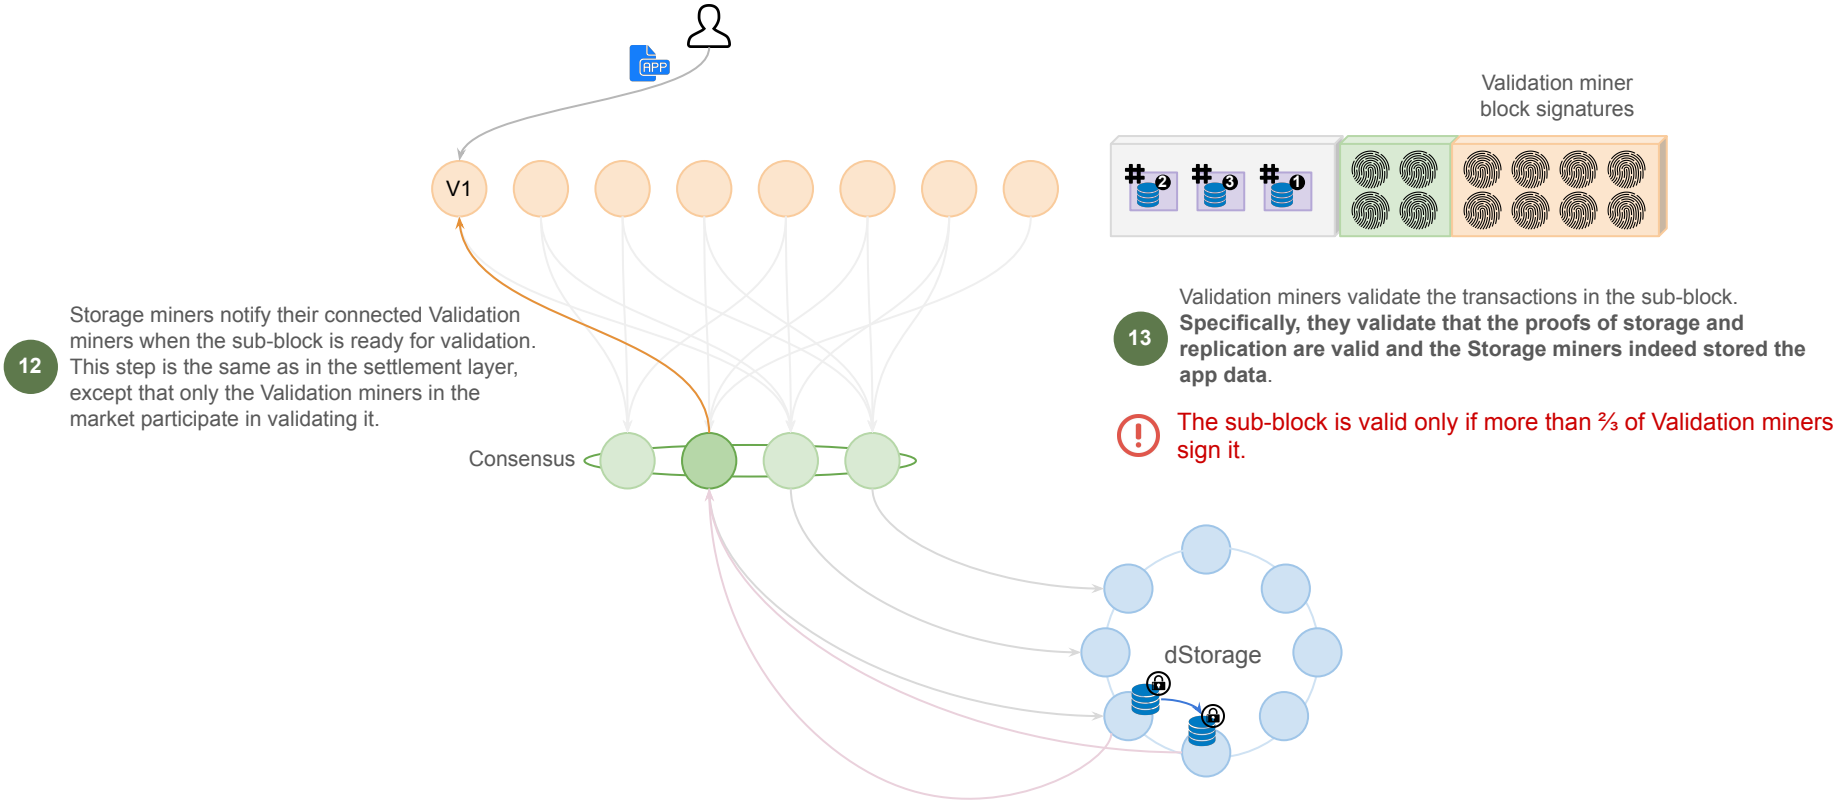 APP
Validation miner
block signatures
V1
# 2 # 3 # 1
12
Storage miners notify their connected Validation
miners when the sub-block is ready for validation.
This step is the same as in the settlement layer,
except that only the Validation miners in the
market participate in validating it.
13
Validation miners validate the transactions in the sub-block.
Specifically, they validate that the proofs of storage and
replication are valid and the Storage miners indeed stored the
app data.
!
The sub-block is valid only if more than ⅔ of Validation miners
sign it.
Consensus
dStorage